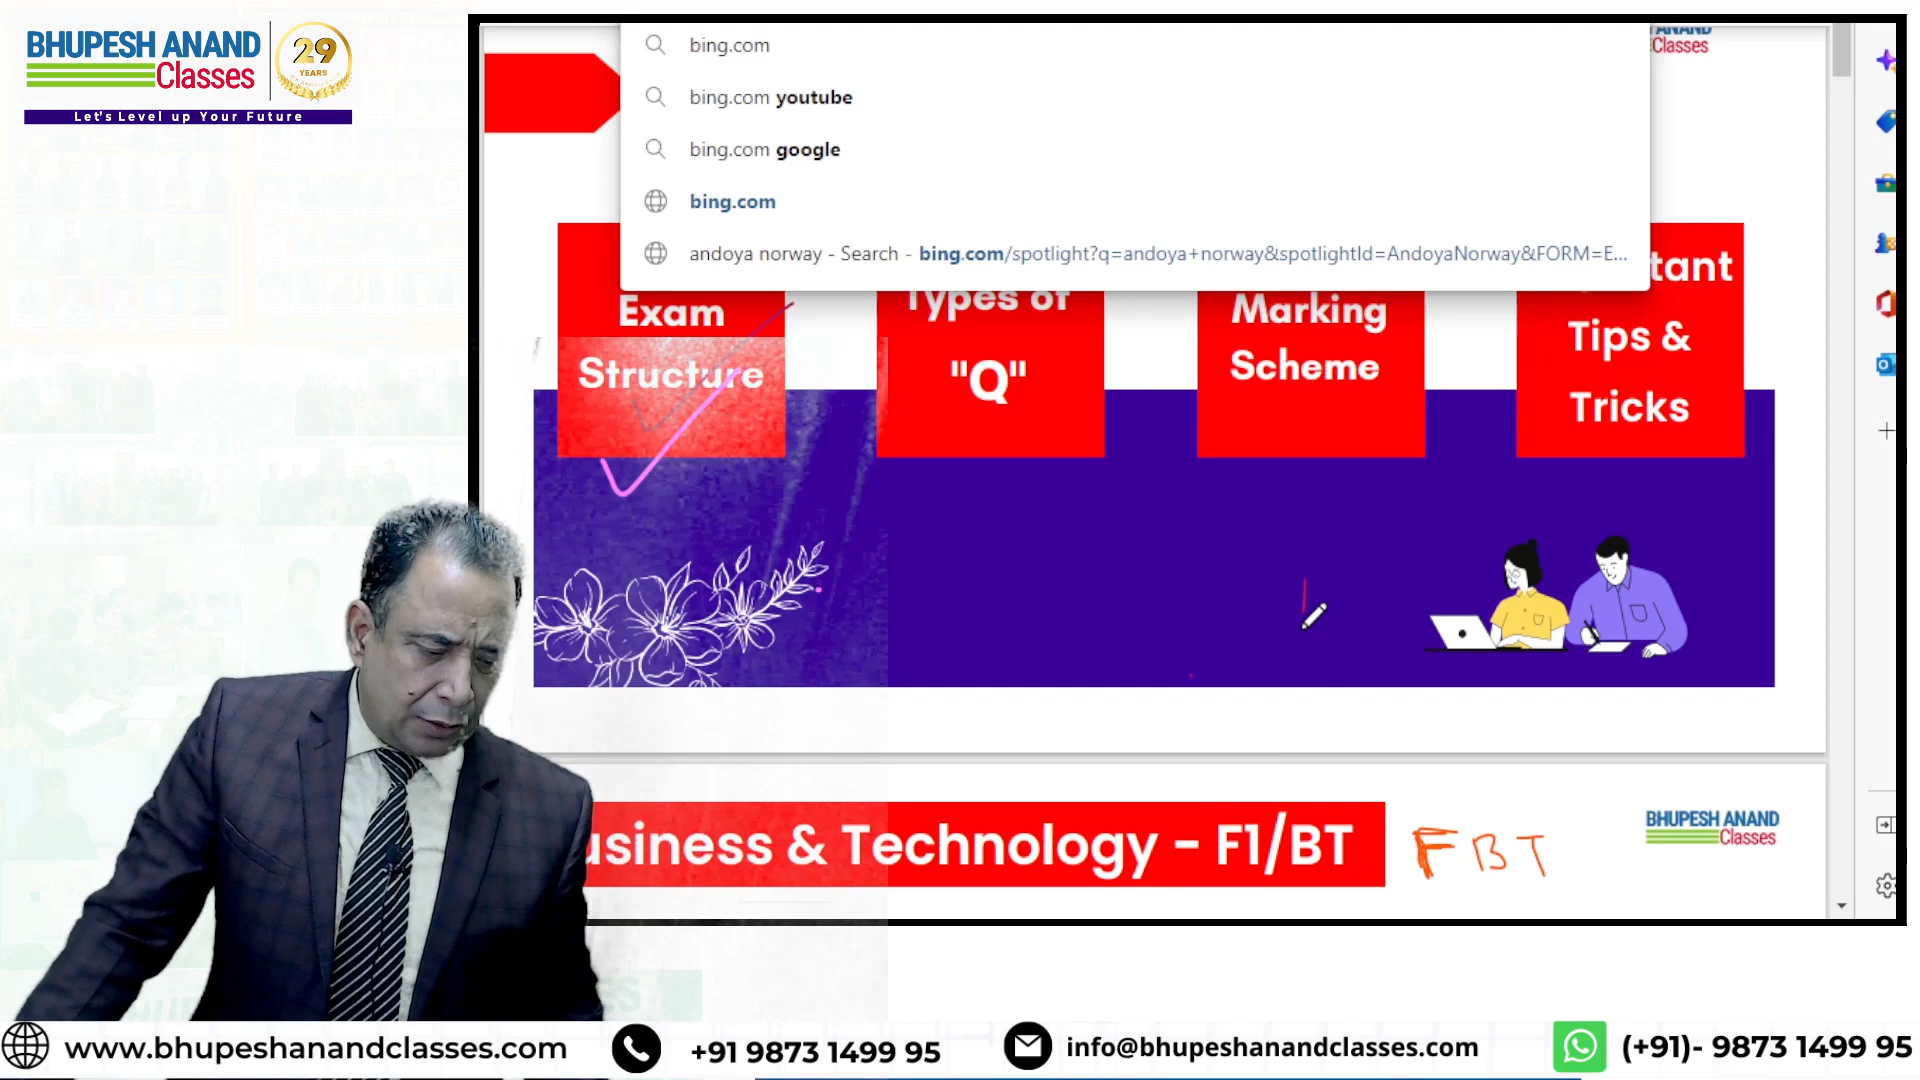 BHUPESH ANAND
Classes
29
YEARS
Let's Level up Your Future
bing.com
bing.com youtube
bing.com google
bing.com
andoya norway - Search - bing.com/spotlight?q=andoya+norway&spotlightId=AndoyaNorway&FORM=E...
Classes
Exam
Structure
Types of
"Q"
Marking
Scheme
Tips &
Tricks
Business & Technology - F1/BT
F B T
BHUPESH ANAND
Classes
www.bhupeshanandclasses.com
+91 9873 1499 95
info@bhupeshanandclasses.com
(+91)- 9873 1499 95